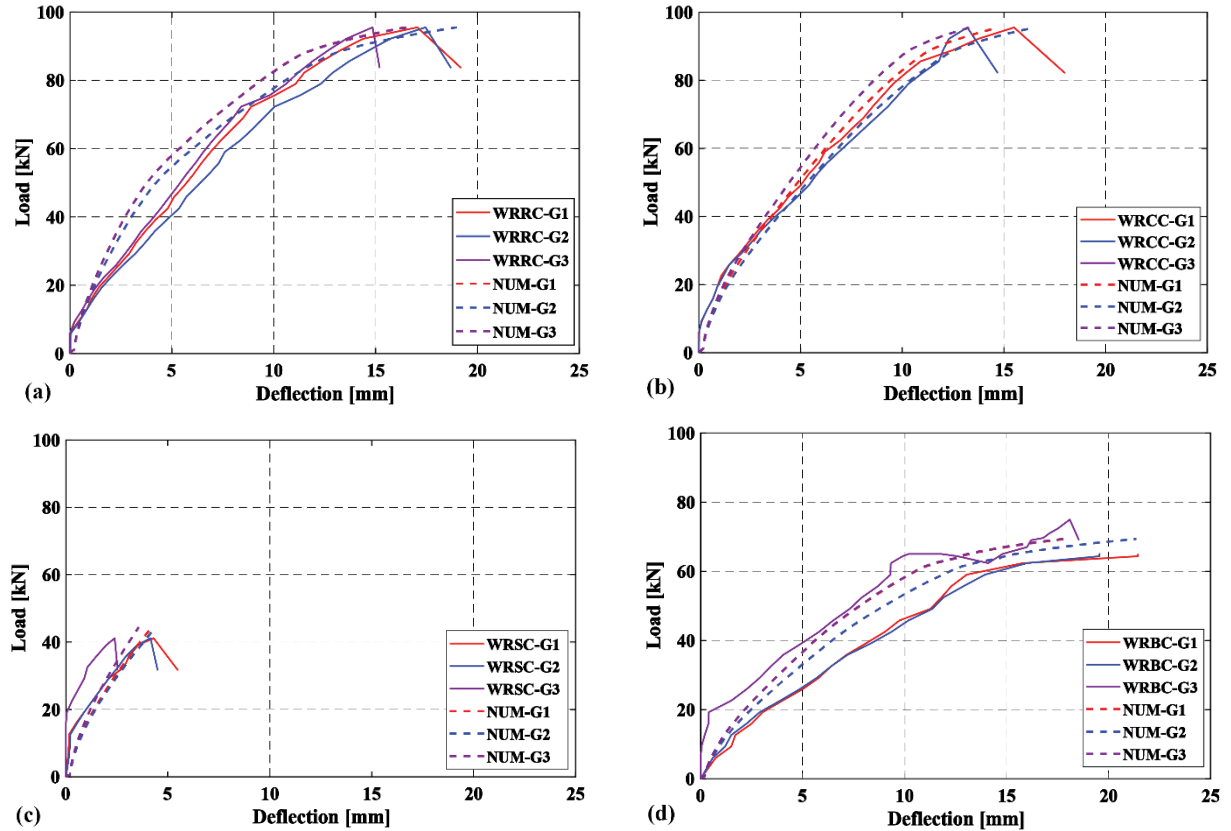 100
80
60
40
20
0
Load [kN]
WRRC-G1
WRRC-G2
WRRC-G3
NUM-G1
NUM-G2
NUM-G3
0 5 10 15 20 25
Deflection [mm]
(a)
100
80
60
40
20
0
Load [kN]
WRCC-G1
WRCC-G2
WRCC-G3
NUM-G1
NUM-G2
NUM-G3
0 5 10 15 20 25
Deflection [mm]
(b)
100
80
60
40
20
0
Load [kN]
WRSC-G1
WRSC-G2
WRSC-G3
NUM-G1
NUM-G2
NUM-G3
0 5 10 15 20 25
Deflection [mm]
(c)
100
80
60
40
20
0
Load [kN]
WRBC-G1
WRBC-G2
WRBC-G3
NUM-G1
NUM-G2
NUM-G3
0 5 10 15 20 25
Deflection [mm]
(d)